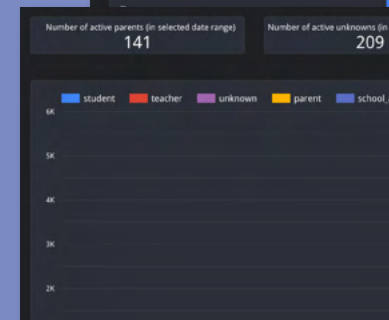 Number of active parents (in selected date range)
141
Number of active unknowns (in
209
student teacher unknown parent school_
6K
5K
4K
3K
2K